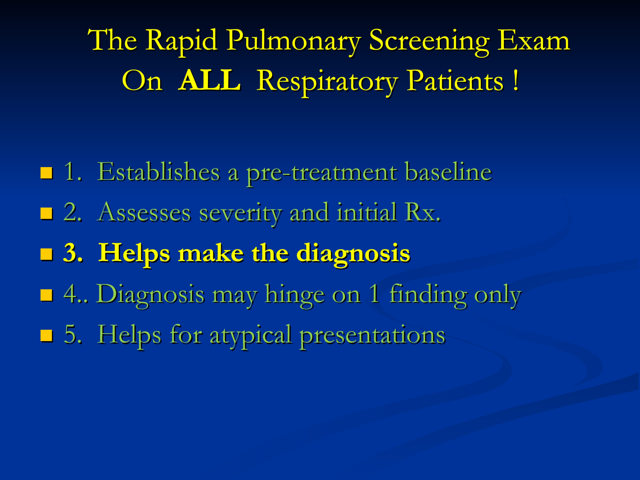 The Rapid Pulmonary Screening Exam
On ALL Respiratory Patients !
1. Establishes a pre-treatment baseline
2. Assesses severity and initial Rx.
3. Helps make the diagnosis
4.. Diagnosis may hinge on 1 finding only
5. Helps for atypical presentations